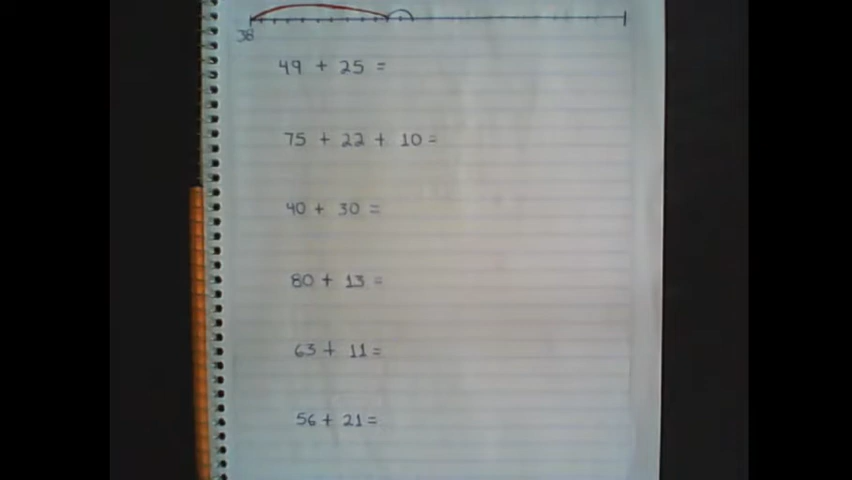 38
49 + 25 =
75 + 22 + 10 =
40 + 30 =
80 + 13 =
63 + 11 =
56 + 21 =